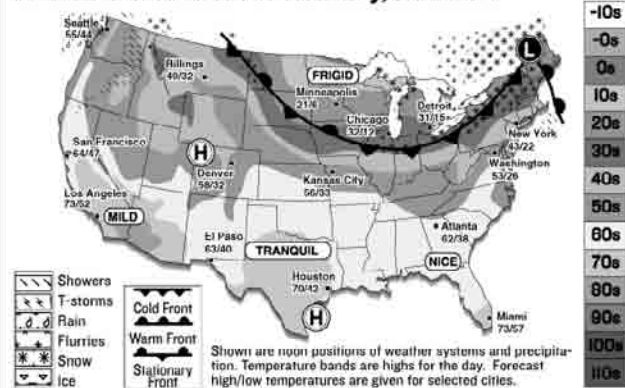 Seattle
55/44
Billings
40/32
FRIGID
Minneapolis
21/6
L
Detroit
31/15
Chicago
32/12
New York
43/22
San Francisco
64/47
H
Denver
58/32
Kansas City
56/33
Washington
53/26
Los Angeles
73/52
MILD
El Paso
63/40
TRANQUIL
Atlanta
62/38
NICE
Houston
70/42
H
Miami
73/57
Showers
T-storms
Rain
Flurries
Snow
Ice
Cold Front
Warm Front
Stationary
Front
Shown are noon positions of weather systems and precipita-
tion. Temperature bands are highs for the day. Forecast
high/low temperatures are given for selected cities.
-10s
-0s
0s
10s
20s
30s
40s
50s
60s
70s
80s
90s
100s
110s